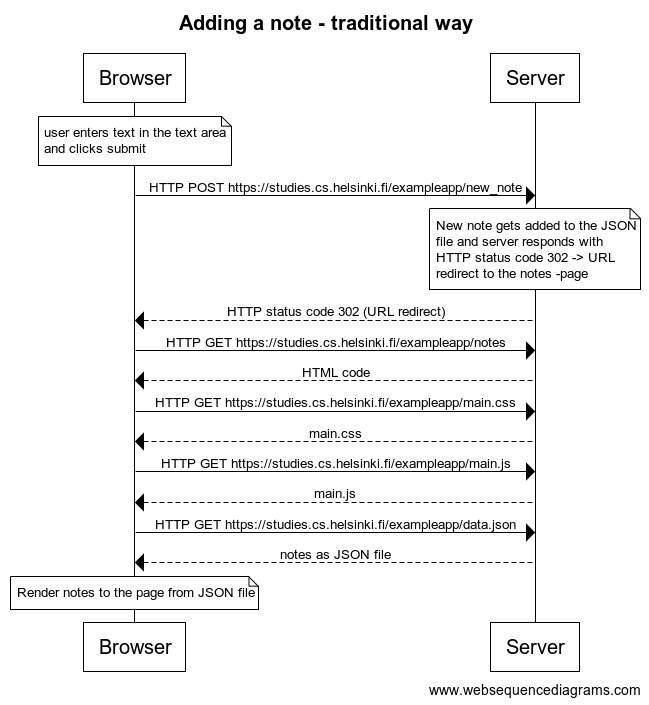 Adding a note - traditional way
Browser
Server
user enters text in the text area
and clicks submit
HTTP POST https://studies.cs.helsinki.fi/exampleapp/new_note
New note gets added to the JSON
file and server responds with
HTTP status code 302 -> URL
redirect to the notes -page
HTTP status code 302 (URL redirect)
HTTP GET https://studies.cs.helsinki.fi/exampleapp/notes
HTML code
HTTP GET https://studies.cs.helsinki.fi/exampleapp/main.css
main.css
HTTP GET https://studies.cs.helsinki.fi/exampleapp/main.js
main.js
HTTP GET https://studies.cs.helsinki.fi/exampleapp/data.json
notes as JSON file
Render notes to the page from JSON file
Browser
Server
www.websequencediagrams.com